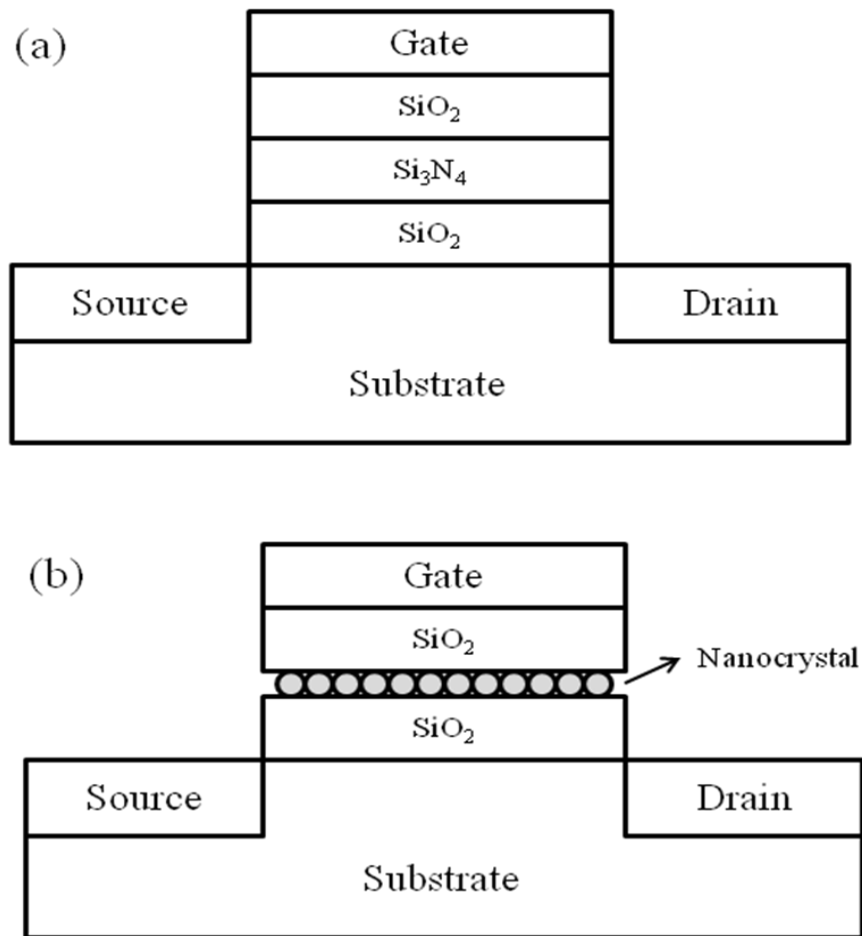 (a)
Gate
SiO₂
Si₃N₄
SiO₂
Source
Drain
Substrate
(b)
Gate
SiO₂
Nanocrystal
SiO₂
Source
Drain
Substrate